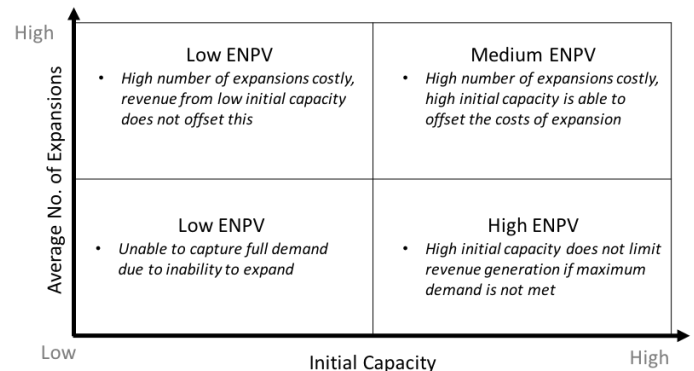 High
Average No. of Expansions
Low ENPV
• High number of expansions costly,
revenue from low initial capacity
does not offset this
Medium ENPV
• High number of expansions costly,
high initial capacity is able to
offset the costs of expansion
Low ENPV
• Unable to capture full demand
due to inability to expand
High ENPV
• High initial capacity does not limit
revenue generation if maximum
demand is not met
Low
Initial Capacity
High